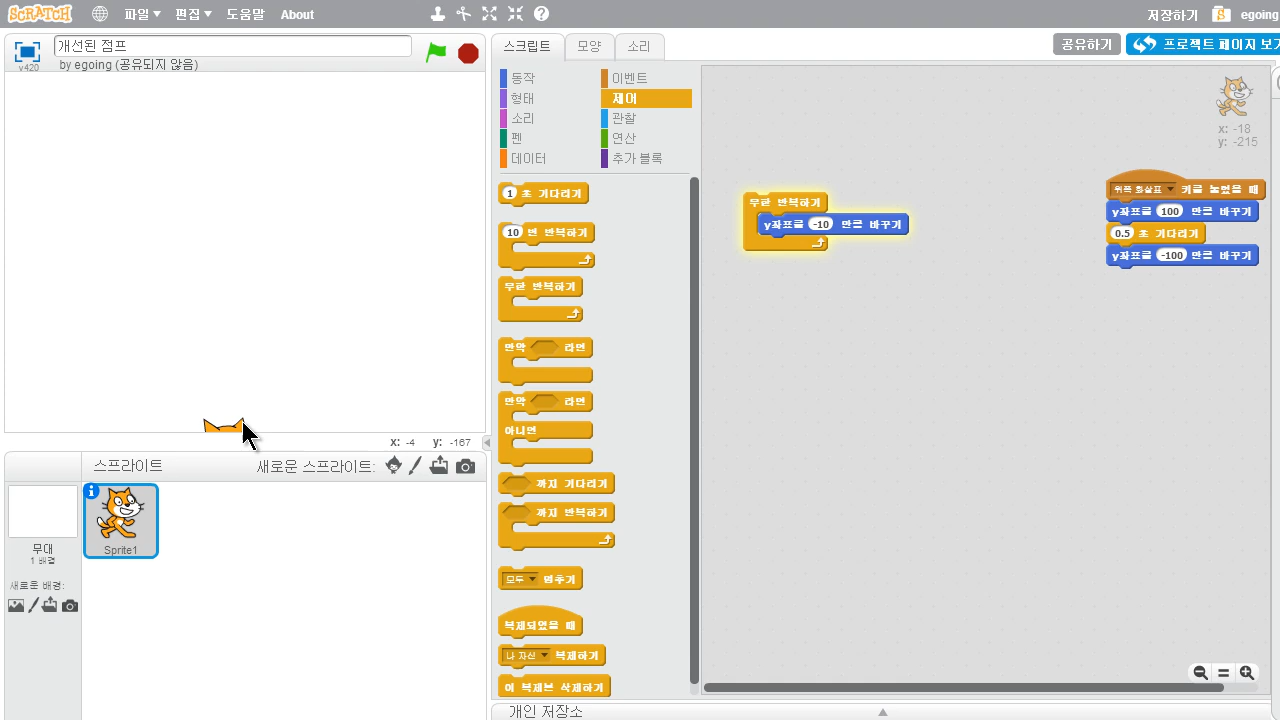 SCRATCH 파일 편집 도움말 About 저장하기 egoing
v420 개선된 점프
by egoing (공유되지 않음)
스크립트 모양 소리 공유하기 프로젝트 페이지 보기
동작 이벤트
형태 제어
소리 관찰
펜 연산
데이터 추가 블록
1 초 기다리기
10 번 반복하기
무한 반복하기
만약 라면
만약 라면
아니면
까지 기다리기
까지 반복하기
모두 멈추기
복제되었을 때
나 자신 복제하기
이 복제본 삭제하기
무한 반복하기
y좌표를 -10 만큼 바꾸기
x: -18
y: -215
위쪽 화살표 키를 눌렀을 때
y좌표를 100 만큼 바꾸기
0.5 초 기다리기
y좌표를 -100 만큼 바꾸기
x: -4 y: -167
스프라이트 새로운 스프라이트:
Sprite1
무대
1 배경
새로운 배경:
개인 저장소